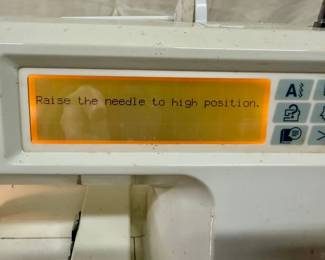 Raise the needle to high position.
A